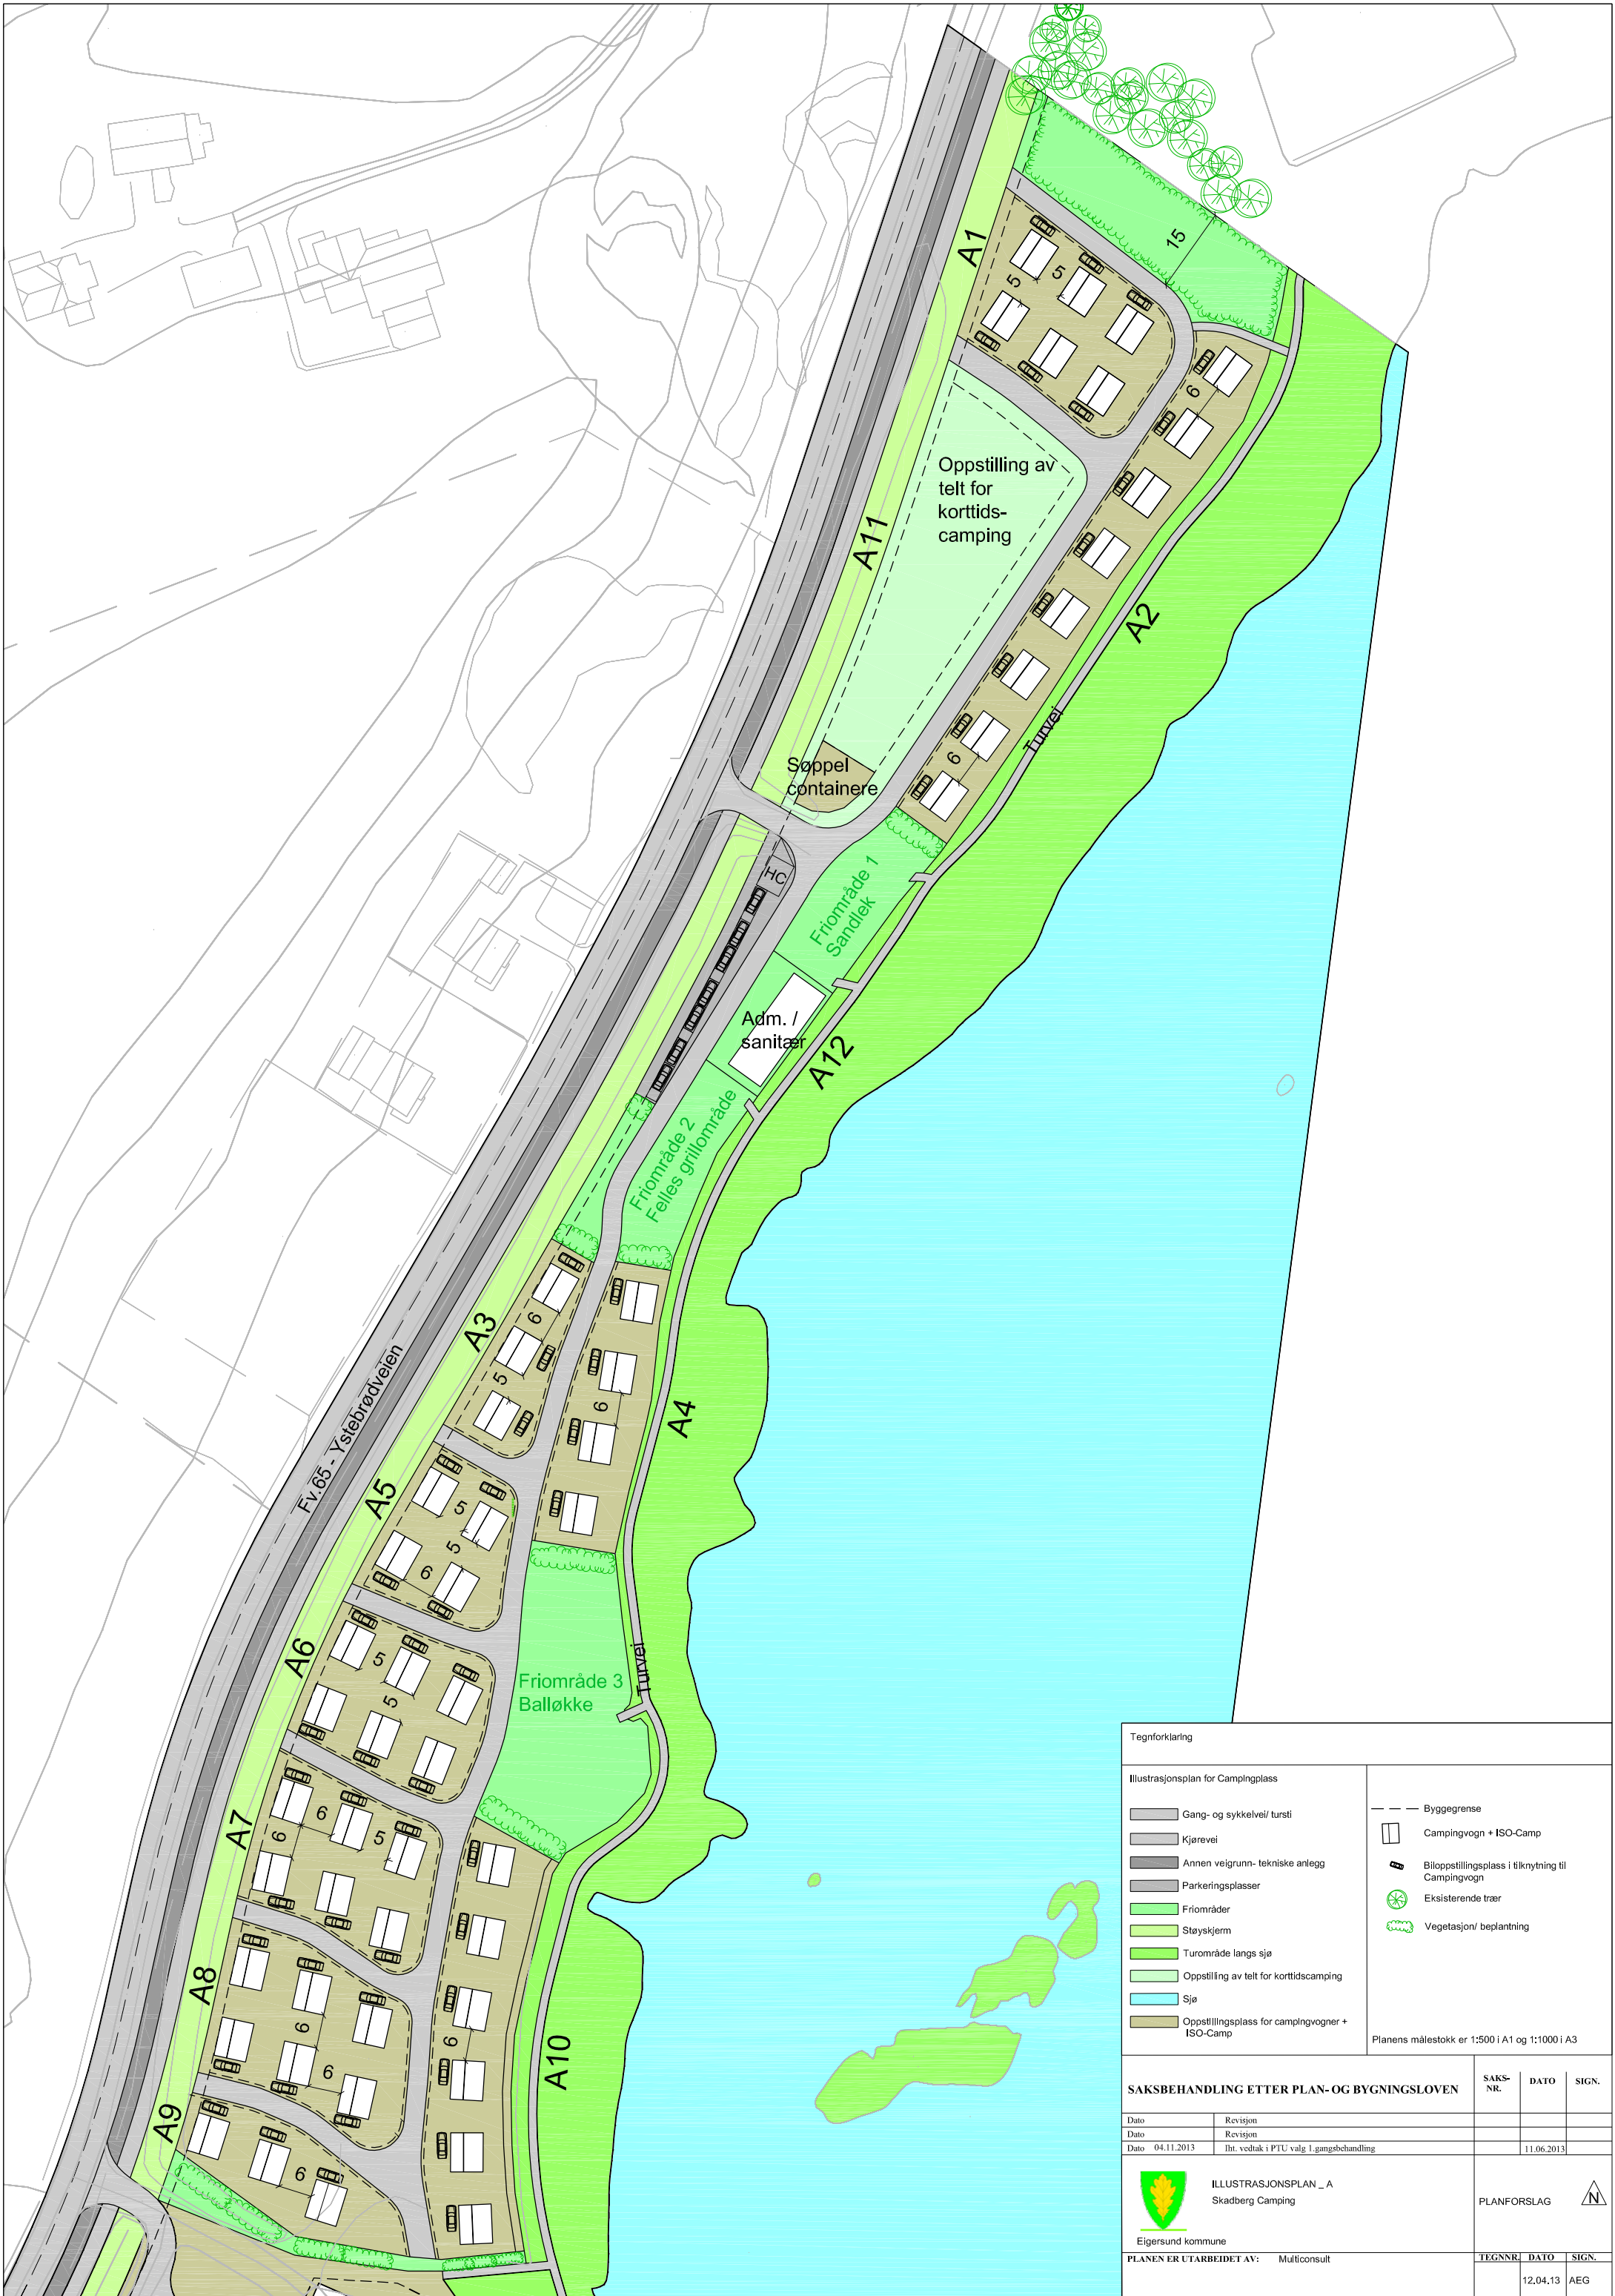 15
A1
5
5
6
Oppstilling av
telt for
korttids-
camping
A11
A2
Turvei
6
Søppel
containere
HC
Friområde 1
Sandlek
Adm. /
sanitær
A12
Friområde 2
Felles grillområde
A3
6
5
6
A4
Fv.65 - Ystebrødveien
A5
5
5
6
A6
5
5
Friområde 3
Balløkke
Turvei
A7
6
6
5
A8
6
6
6
A10
A9
6
Tegnforklaring
Illustrasjonsplan for Campingplass
Gang- og sykkelvei/ tursti
Kjørevei
Annen veigrunn- tekniske anlegg
Parkeringsplasser
Friområder
Støyskjerm
Turområde langs sjø
Oppstilling av telt for korttidscamping
Sjø
Oppstillingsplass for campingvogner +
ISO-Camp
Byggegrense
Campingvogn + ISO-Camp
Biloppstillingsplass i tilknytning til
Campingvogn
Eksisterende trær
Vegetasjon/ beplantning
Planens målestokk er 1:500 i A1 og 1:1000 i A3
SAKSBEHANDLING ETTER PLAN- OG BYGNINGSLOVEN
SAKS-
NR.
DATO
SIGN.
Dato Revisjon
Dato Revisjon
Dato 04.11.2013 Iht. vedtak i PTU valg 1.gangsbehandling 11.06.2013
ILLUSTRASJONSPLAN _ A
Skadberg Camping
Eigersund kommune
PLANFORSLAG
N
PLANEN ER UTARBEIDET AV: Multiconsult
TEGNNR. DATO SIGN.
12.04.13 AEG